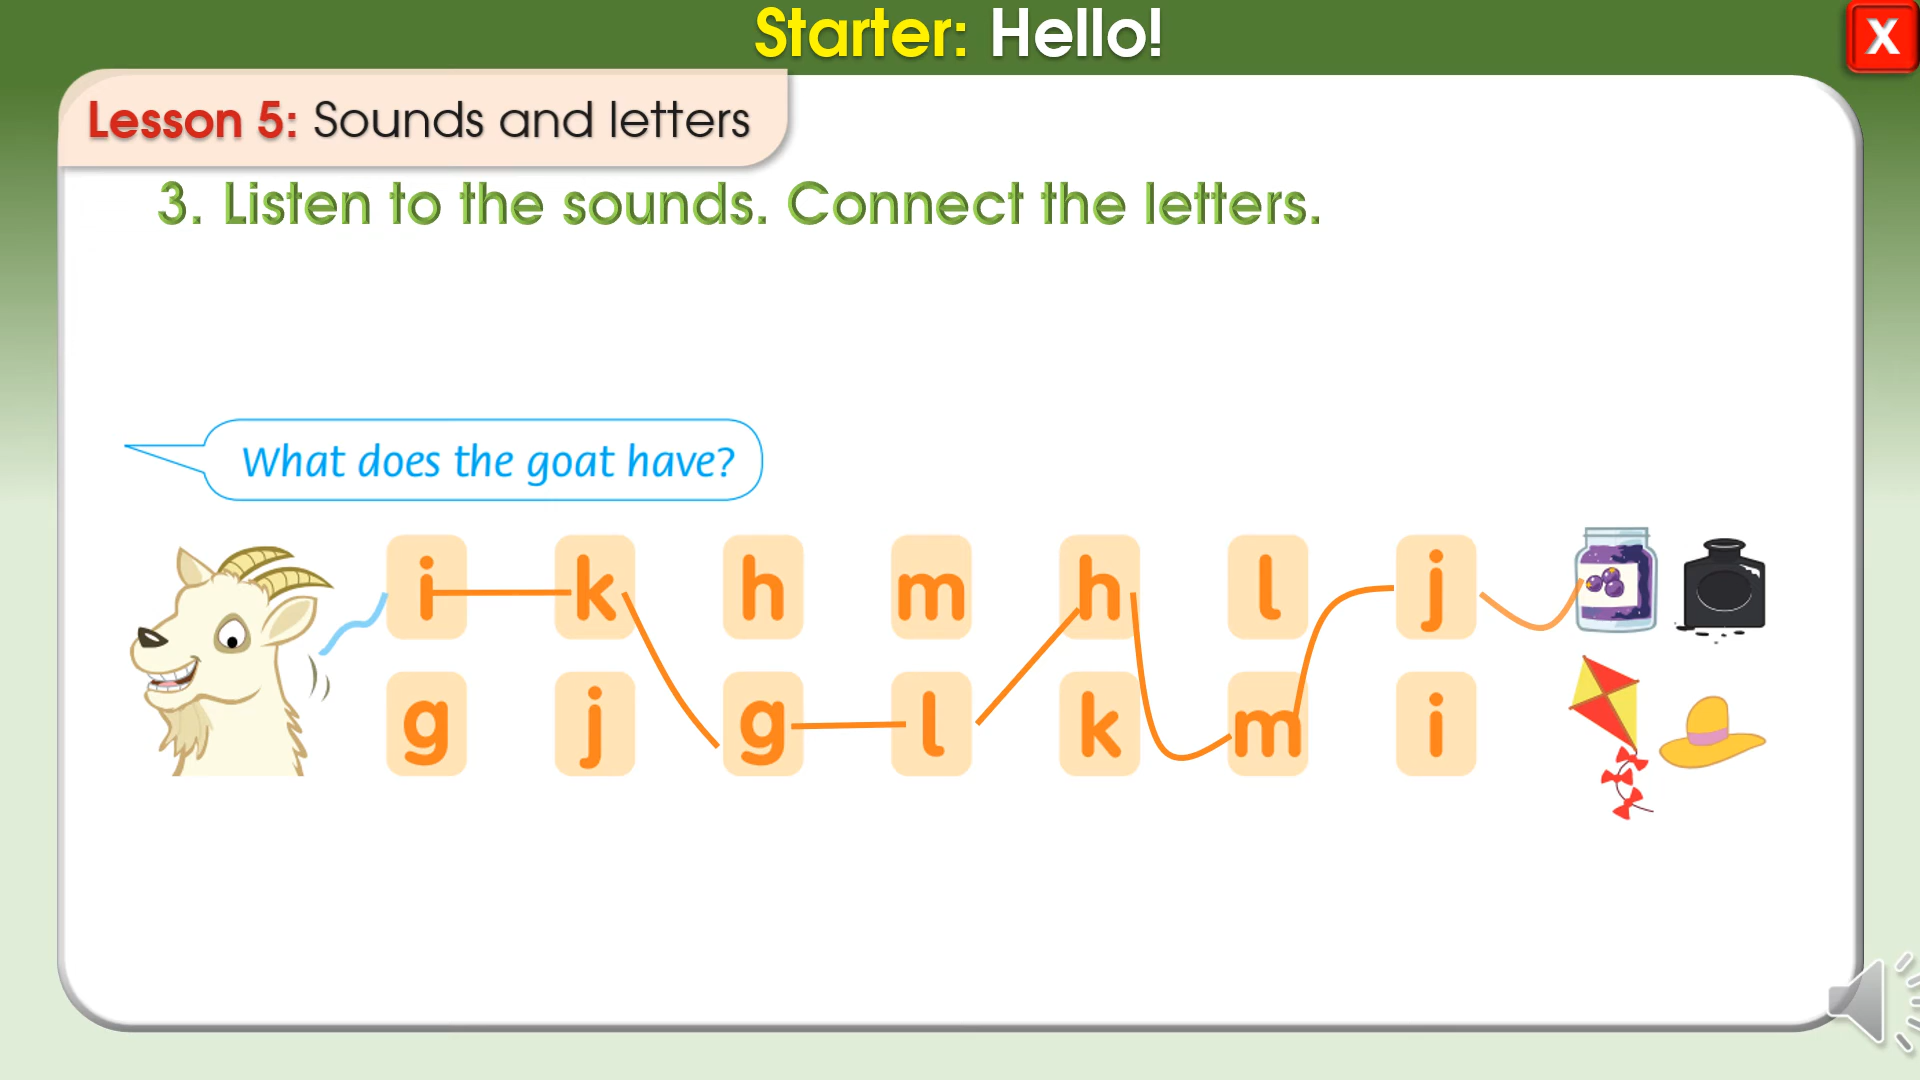 Starter: Hello!
X
Lesson 5: Sounds and letters
3. Listen to the sounds. Connect the letters.
What does the goat have?
i k h m h l j
g j g l k m i